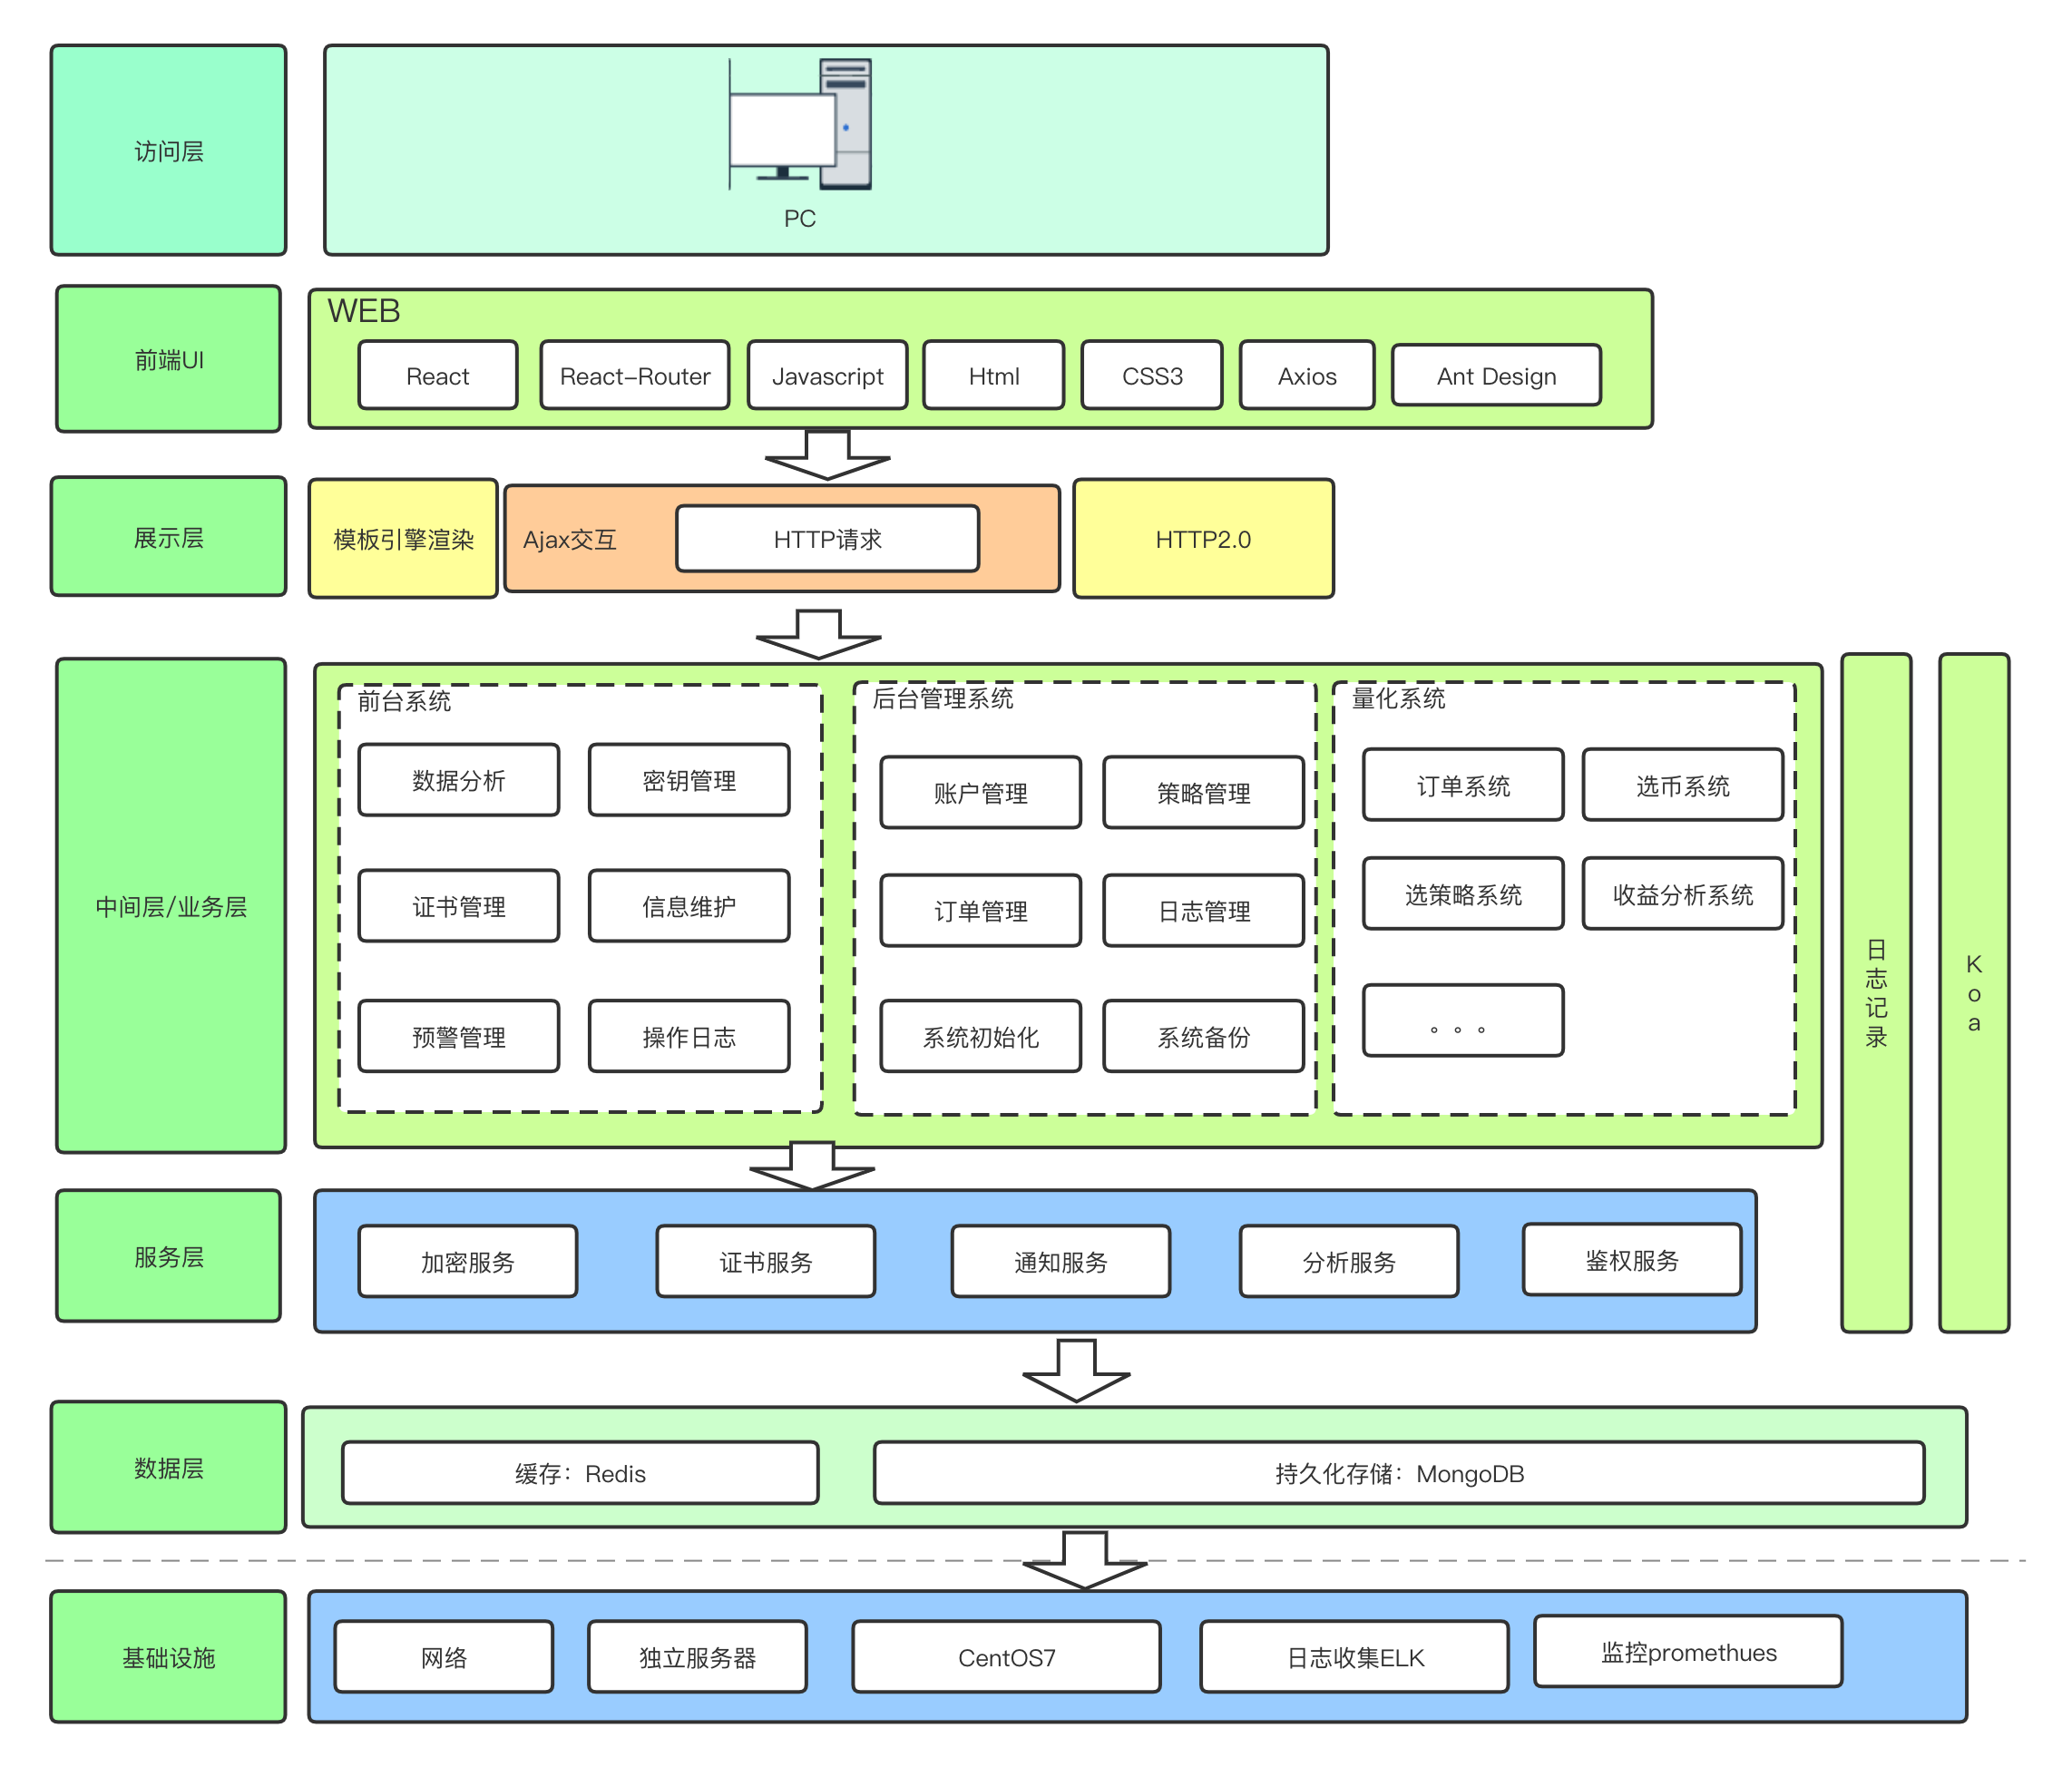 访问层
PC
前端UI
WEB
React
React-Router
Javascript
Html
CSS3
Axios
Ant Design
展示层
模板引擎渲染
Ajax交互
HTTP请求
HTTP2.0
中间层/业务层
前台系统
数据分析
密钥管理
证书管理
信息维护
预警管理
操作日志
后台管理系统
账户管理
策略管理
订单管理
日志管理
系统初始化
系统备份
量化系统
订单系统
选币系统
选策略系统
收益分析系统
。。。
日志记录
Koa
服务层
加密服务
证书服务
通知服务
分析服务
鉴权服务
数据层
缓存：Redis
持久化存储：MongoDB
基础设施
网络
独立服务器
CentOS7
日志收集ELK
监控promethues